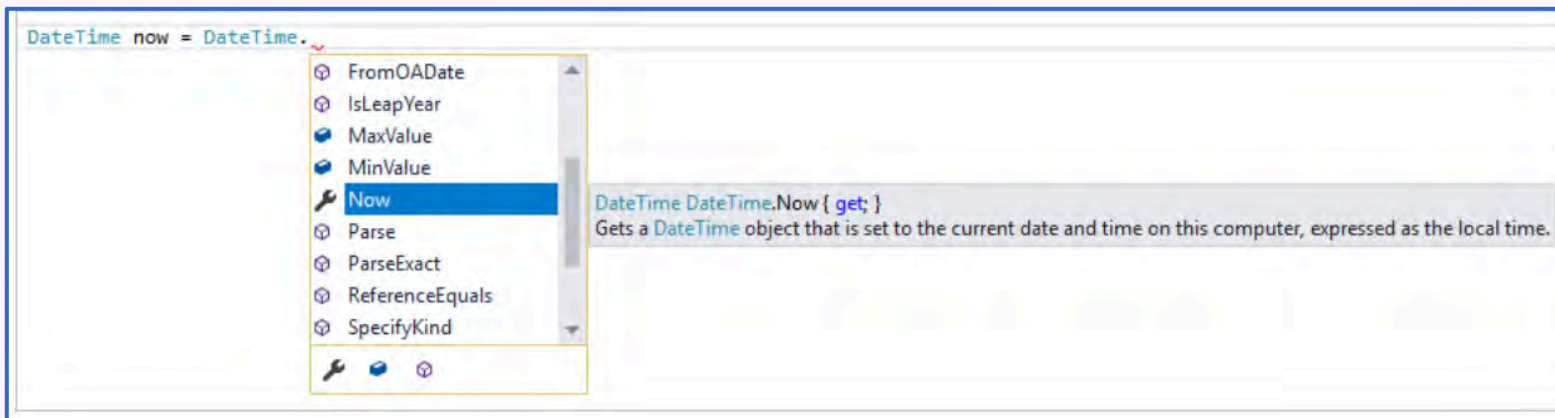 DateTime now = DateTime.
FromOADate
IsLeapYear
MaxValue
MinValue
Now
DateTime DateTime.Now { get; }
Gets a DateTime object that is set to the current date and time on this computer, expressed as the local time.
Parse
ParseExact
ReferenceEquals
SpecifyKind